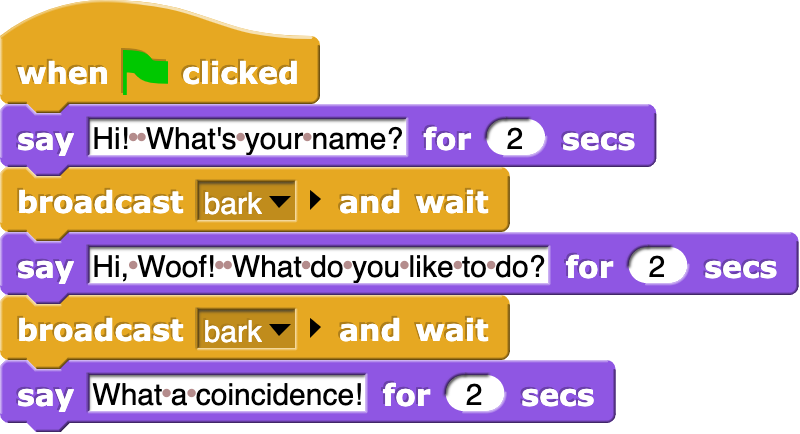 when clicked
say Hi!  What's your name? for 2 secs
broadcast bark and wait
say Hi, Woof!  What do you like to do? for 2 secs
broadcast bark and wait
say What a coincidence! for 2 secs